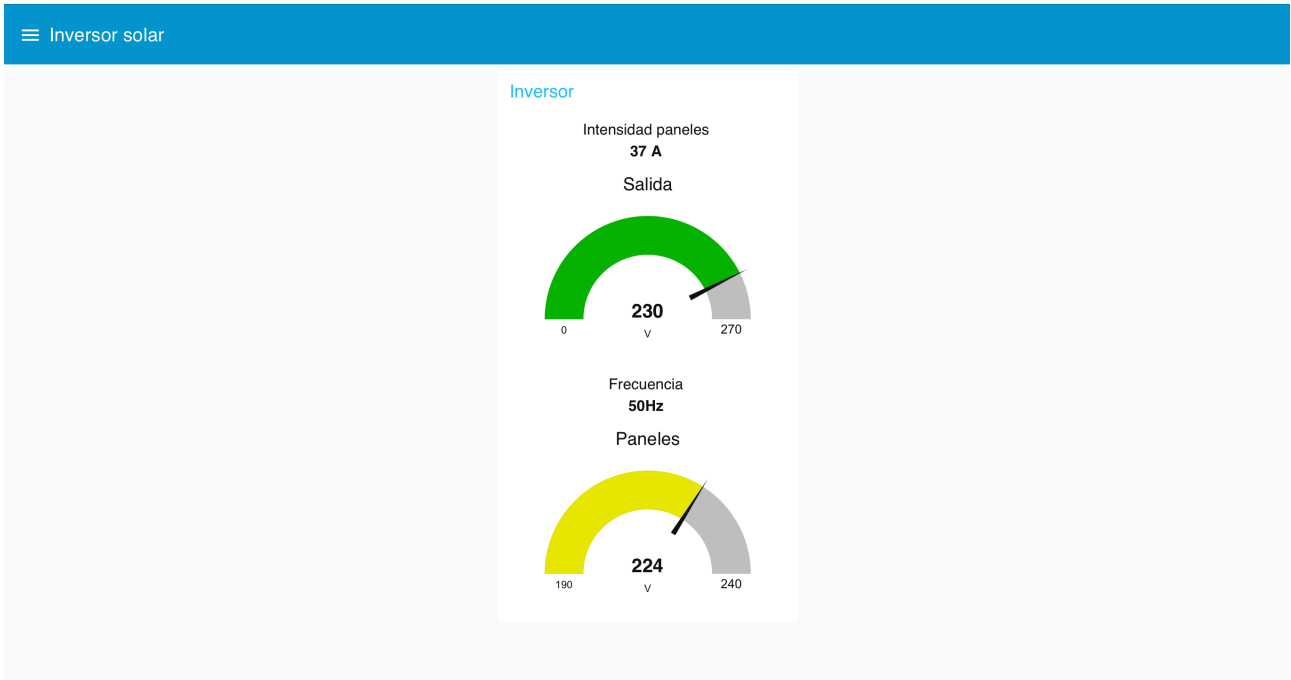 Inversor solar
Inversor
Intensidad paneles
37 A
Salida
230
V
0
270
Frecuencia
50Hz
Paneles
224
V
190
240